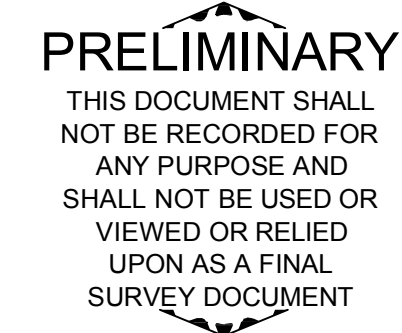 PRELIMINARY
THIS DOCUMENT SHALL
NOT BE RECORDED FOR
ANY PURPOSE AND
SHALL NOT BE USED OR
VIEWED OR RELIED
UPON AS A FINAL
SURVEY DOCUMENT